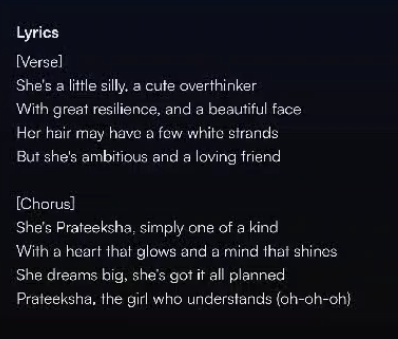 Lyrics
[Verse]
She's a little silly, a cute overthinker
With great resilience, and a beautiful face
Her hair may have a few white strands
But she's ambitious and a loving friend
[Chorus]
She's Prateeksha, simply one of a kind
With a heart that glows and a mind that shines
She dreams big, she's got it all planned
Prateeksha, the girl who understands (oh-oh-oh)